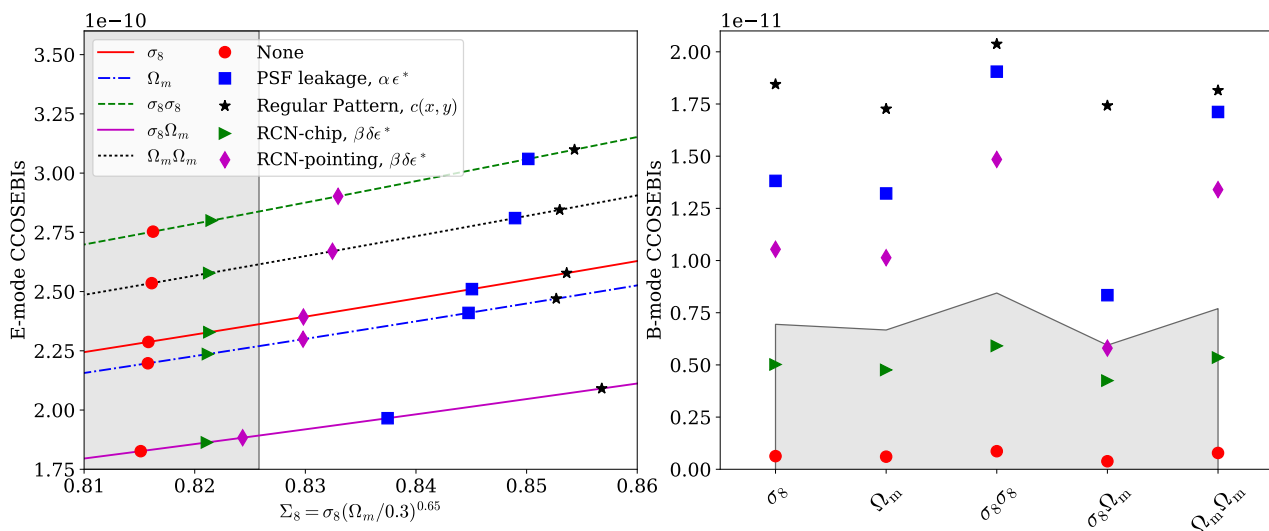 1e−10
E-mode CCOSEBIs
3.50
3.25
3.00
2.75
2.50
2.25
2.00
1.75
σ₈
Ωₘ
σ₈σ₈
σ₈Ωₘ
ΩₘΩₘ
None
PSF leakage, αϵ*
Regular Pattern, c(x, y)
RCN-chip, βδϵ*
RCN-pointing, βδϵ*
0.81 0.82 0.83 0.84 0.85 0.86
Σ₈ = σ₈(Ωₘ/0.3)^0.65
1e−11
B-mode CCOSEBIs
2.00
1.75
1.50
1.25
1.00
0.75
0.50
0.25
0.00
σ₈
Ωₘ
σ₈σ₈
σ₈Ωₘ
ΩₘΩₘ